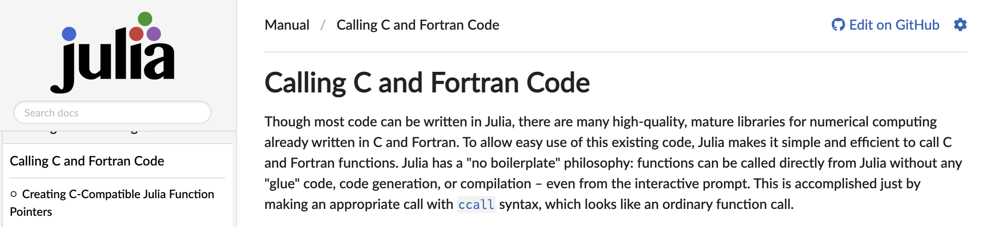 julia
Search docs
Calling C and Fortran Code
Creating C-Compatible Julia Function
Pointers
Manual / Calling C and Fortran Code
Edit on GitHub
Calling C and Fortran Code
Though most code can be written in Julia, there are many high-quality, mature libraries for numerical computing
already written in C and Fortran. To allow easy use of this existing code, Julia makes it simple and efficient to call C
and Fortran functions. Julia has a "no boilerplate" philosophy: functions can be called directly from Julia without any
"glue" code, code generation, or compilation – even from the interactive prompt. This is accomplished just by
making an appropriate call with ccall syntax, which looks like an ordinary function call.